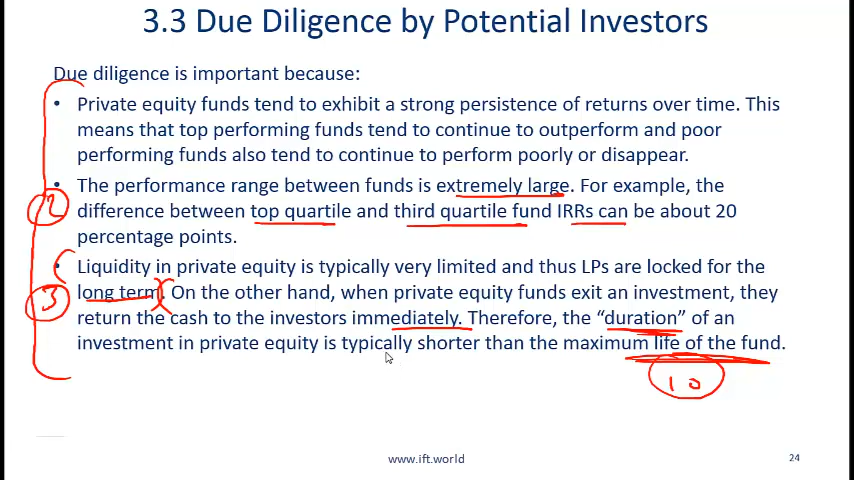 3.3 Due Diligence by Potential Investors
Due diligence is important because:
• Private equity funds tend to exhibit a strong persistence of returns over time. This
means that top performing funds tend to continue to outperform and poor
performing funds also tend to continue to perform poorly or disappear.
• The performance range between funds is extremely large. For example, the
2
difference between top quartile and third quartile fund IRRs can be about 20
percentage points.
• Liquidity in private equity is typically very limited and thus LPs are locked for the
3
long term. On the other hand, when private equity funds exit an investment, they
return the cash to the investors immediately. Therefore, the “duration” of an
investment in private equity is typically shorter than the maximum life of the fund.
10
www.ift.world
24